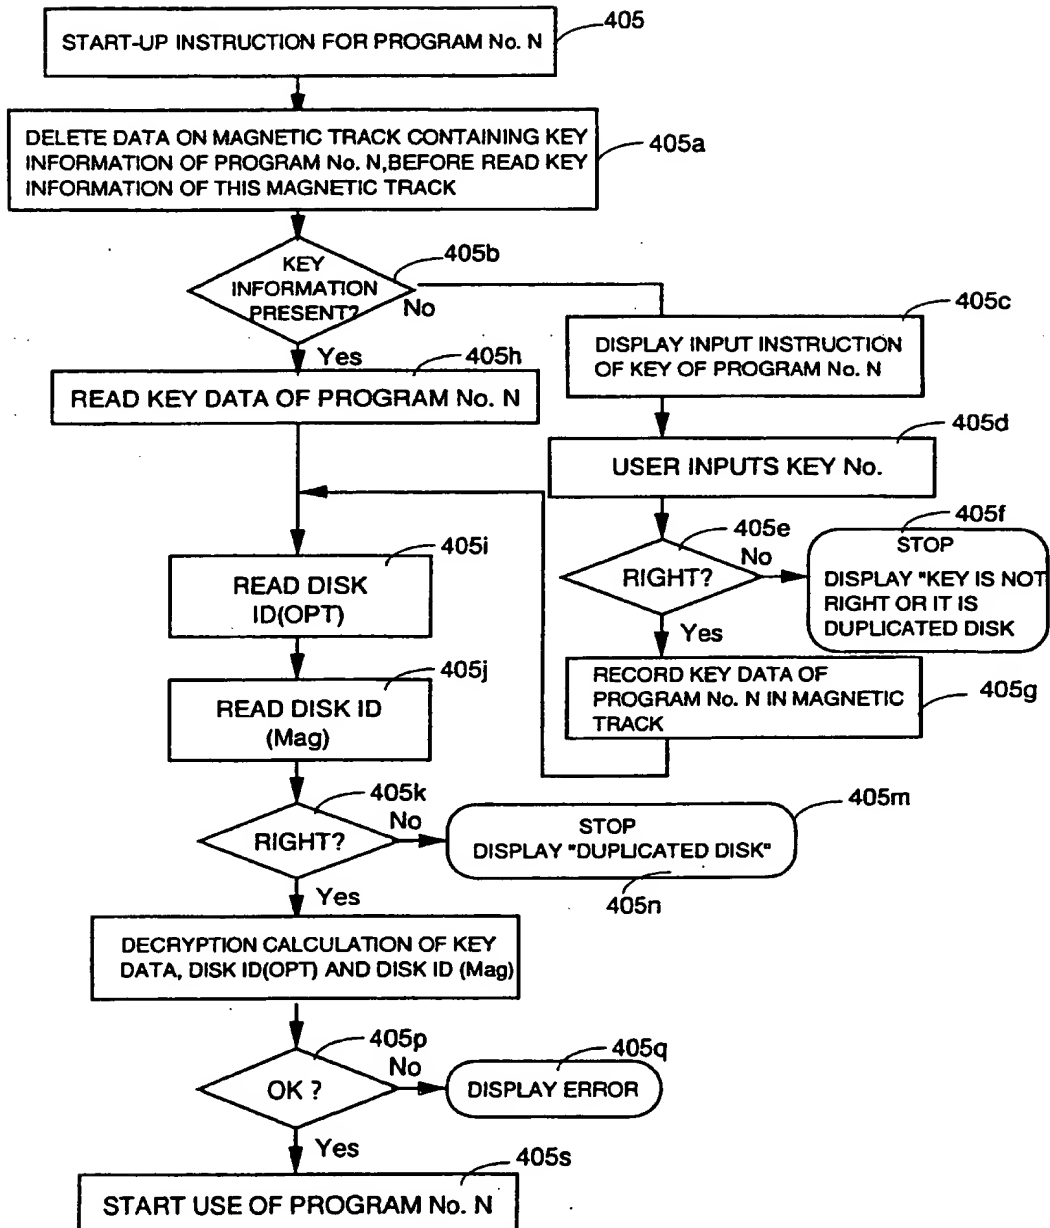 405
START-UP INSTRUCTION FOR PROGRAM No. N
DELETE DATA ON MAGNETIC TRACK CONTAINING KEY
INFORMATION OF PROGRAM No. N,BEFORE READ KEY
INFORMATION OF THIS MAGNETIC TRACK
405a
KEY
INFORMATION
PRESENT?
405b
No
Yes
405c
DISPLAY INPUT INSTRUCTION
OF KEY OF PROGRAM No. N
405h
READ KEY DATA OF PROGRAM No. N
405d
USER INPUTS KEY No.
405e
RIGHT?
No
Yes
405f
STOP
DISPLAY "KEY IS NOT
RIGHT OR IT IS
DUPLICATED DISK
405i
READ DISK
ID(OPT)
405j
READ DISK ID
(Mag)
RECORD KEY DATA OF
PROGRAM No. N IN MAGNETIC
TRACK
405g
405k
RIGHT?
No
Yes
405m
STOP
DISPLAY "DUPLICATED DISK"
405n
DECRYPTION CALCULATION OF KEY
DATA, DISK ID(OPT) AND DISK ID (Mag)
405p
OK ?
No
Yes
405q
DISPLAY ERROR
405s
START USE OF PROGRAM No. N